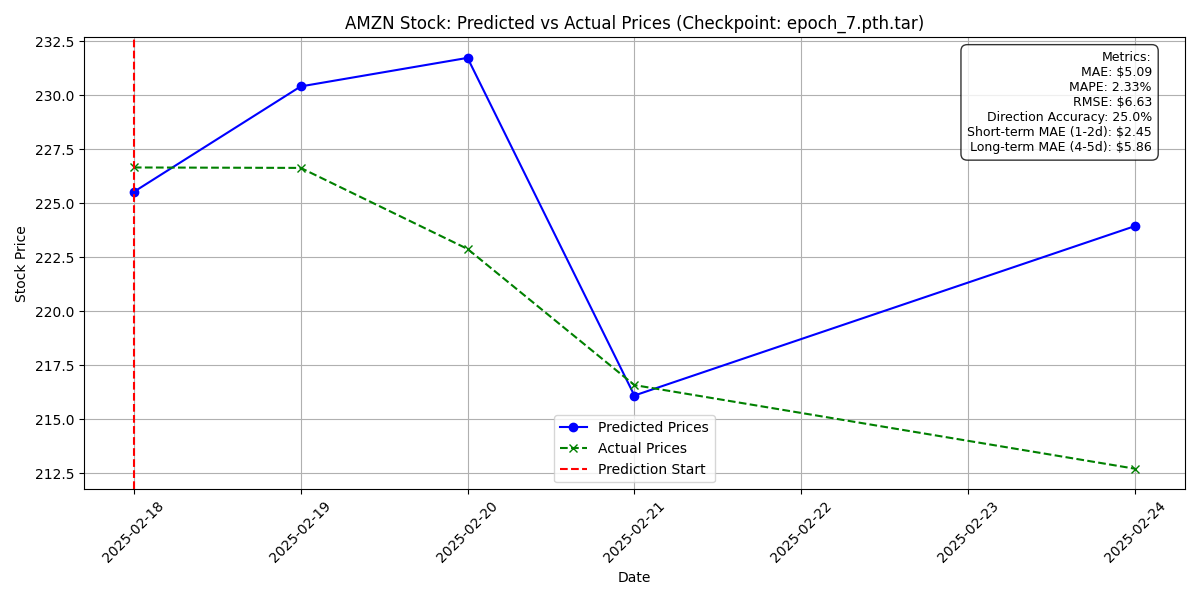 AMZN Stock: Predicted vs Actual Prices (Checkpoint: epoch_7.pth.tar)
Metrics:
MAE: $5.09
MAPE: 2.33%
RMSE: $6.63
Direction Accuracy: 25.0%
Short-term MAE (1-2d): $2.45
Long-term MAE (4-5d): $5.86
Stock Price
232.5
230.0
227.5
225.0
222.5
220.0
217.5
215.0
212.5
Predicted Prices
Actual Prices
Prediction Start
2025-02-18
2025-02-19
2025-02-20
2025-02-21
2025-02-22
2025-02-23
2025-02-24
Date